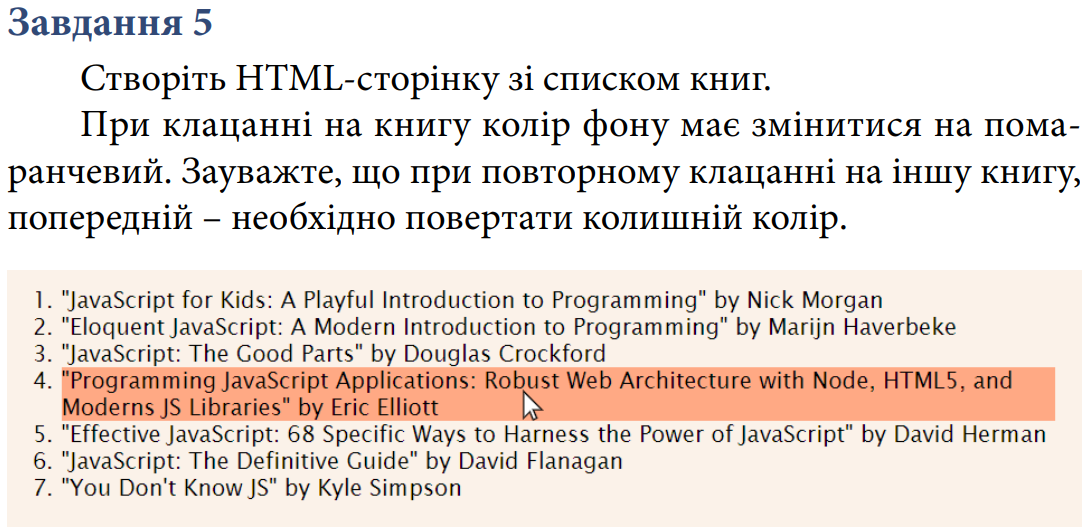 Завдання 5
Створіть HTML-сторінку зі списком книг.
При клацанні на книгу колір фону має змінитися на пома-
ранчевий. Зауважте, що при повторному клацанні на іншу книгу,
попередній – необхідно повертати колишній колір.
1. "JavaScript for Kids: A Playful Introduction to Programming" by Nick Morgan
2. "Eloquent JavaScript: A Modern Introduction to Programming" by Marijn Haverbeke
3. "JavaScript: The Good Parts" by Douglas Crockford
4. "Programming JavaScript Applications: Robust Web Architecture with Node, HTML5, and
Moderns JS Libraries" by Eric Elliott
5. "Effective JavaScript: 68 Specific Ways to Harness the Power of JavaScript" by David Herman
6. "JavaScript: The Definitive Guide" by David Flanagan
7. "You Don't Know JS" by Kyle Simpson